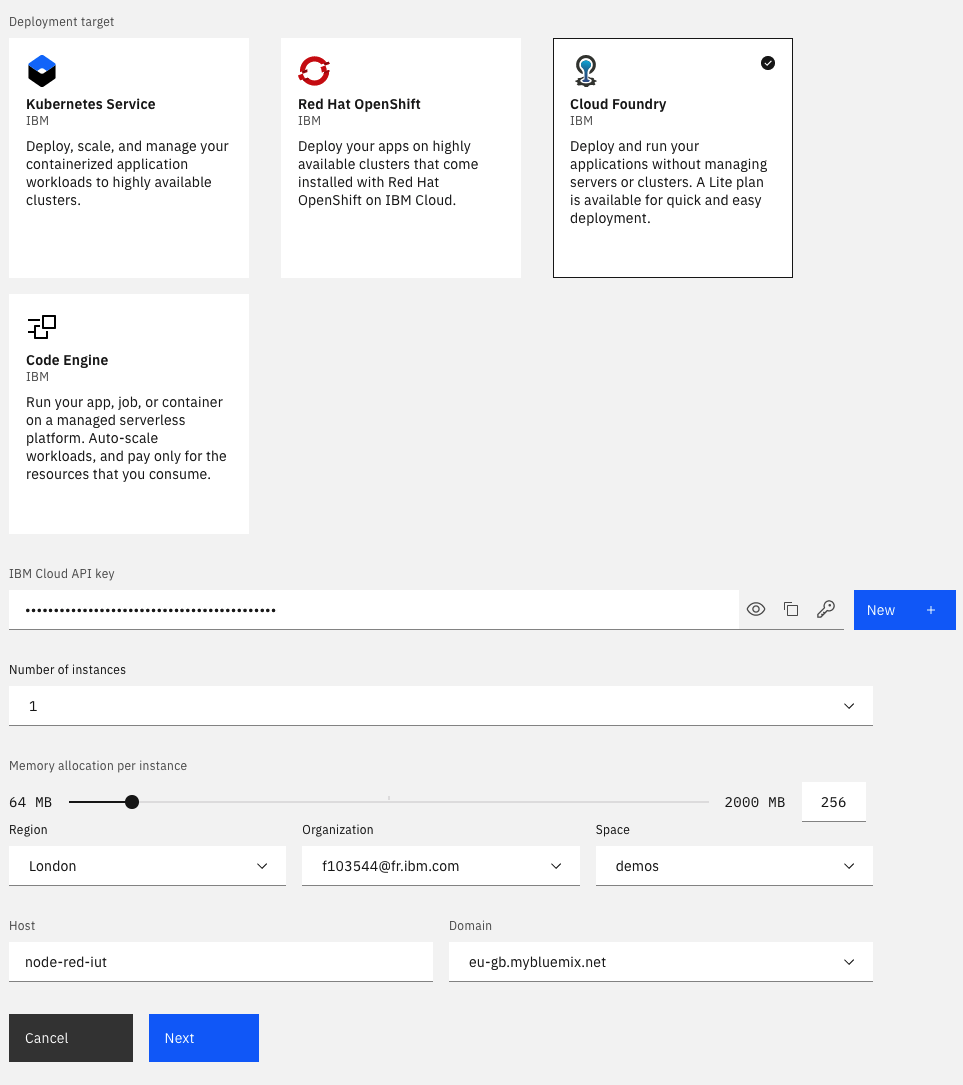 Deployment target
Kubernetes Service
IBM
Deploy, scale, and manage your
containerized application
workloads to highly available
clusters.
Red Hat OpenShift
IBM
Deploy your apps on highly
available clusters that come
installed with Red Hat
OpenShift on IBM Cloud.
Cloud Foundry
IBM
Deploy and run your
applications without managing
servers or clusters. A Lite plan
is available for quick and easy
deployment.
Code Engine
IBM
Run your app, job, or container
on a managed serverless
platform. Auto-scale
workloads, and pay only for the
resources that you consume.
IBM Cloud API key
New +
Number of instances
1
Memory allocation per instance
64 MB 2000 MB 256
Region Organization Space
London f103544@fr.ibm.com demos
Host Domain
node-red-iut eu-gb.mybluemix.net
Cancel Next